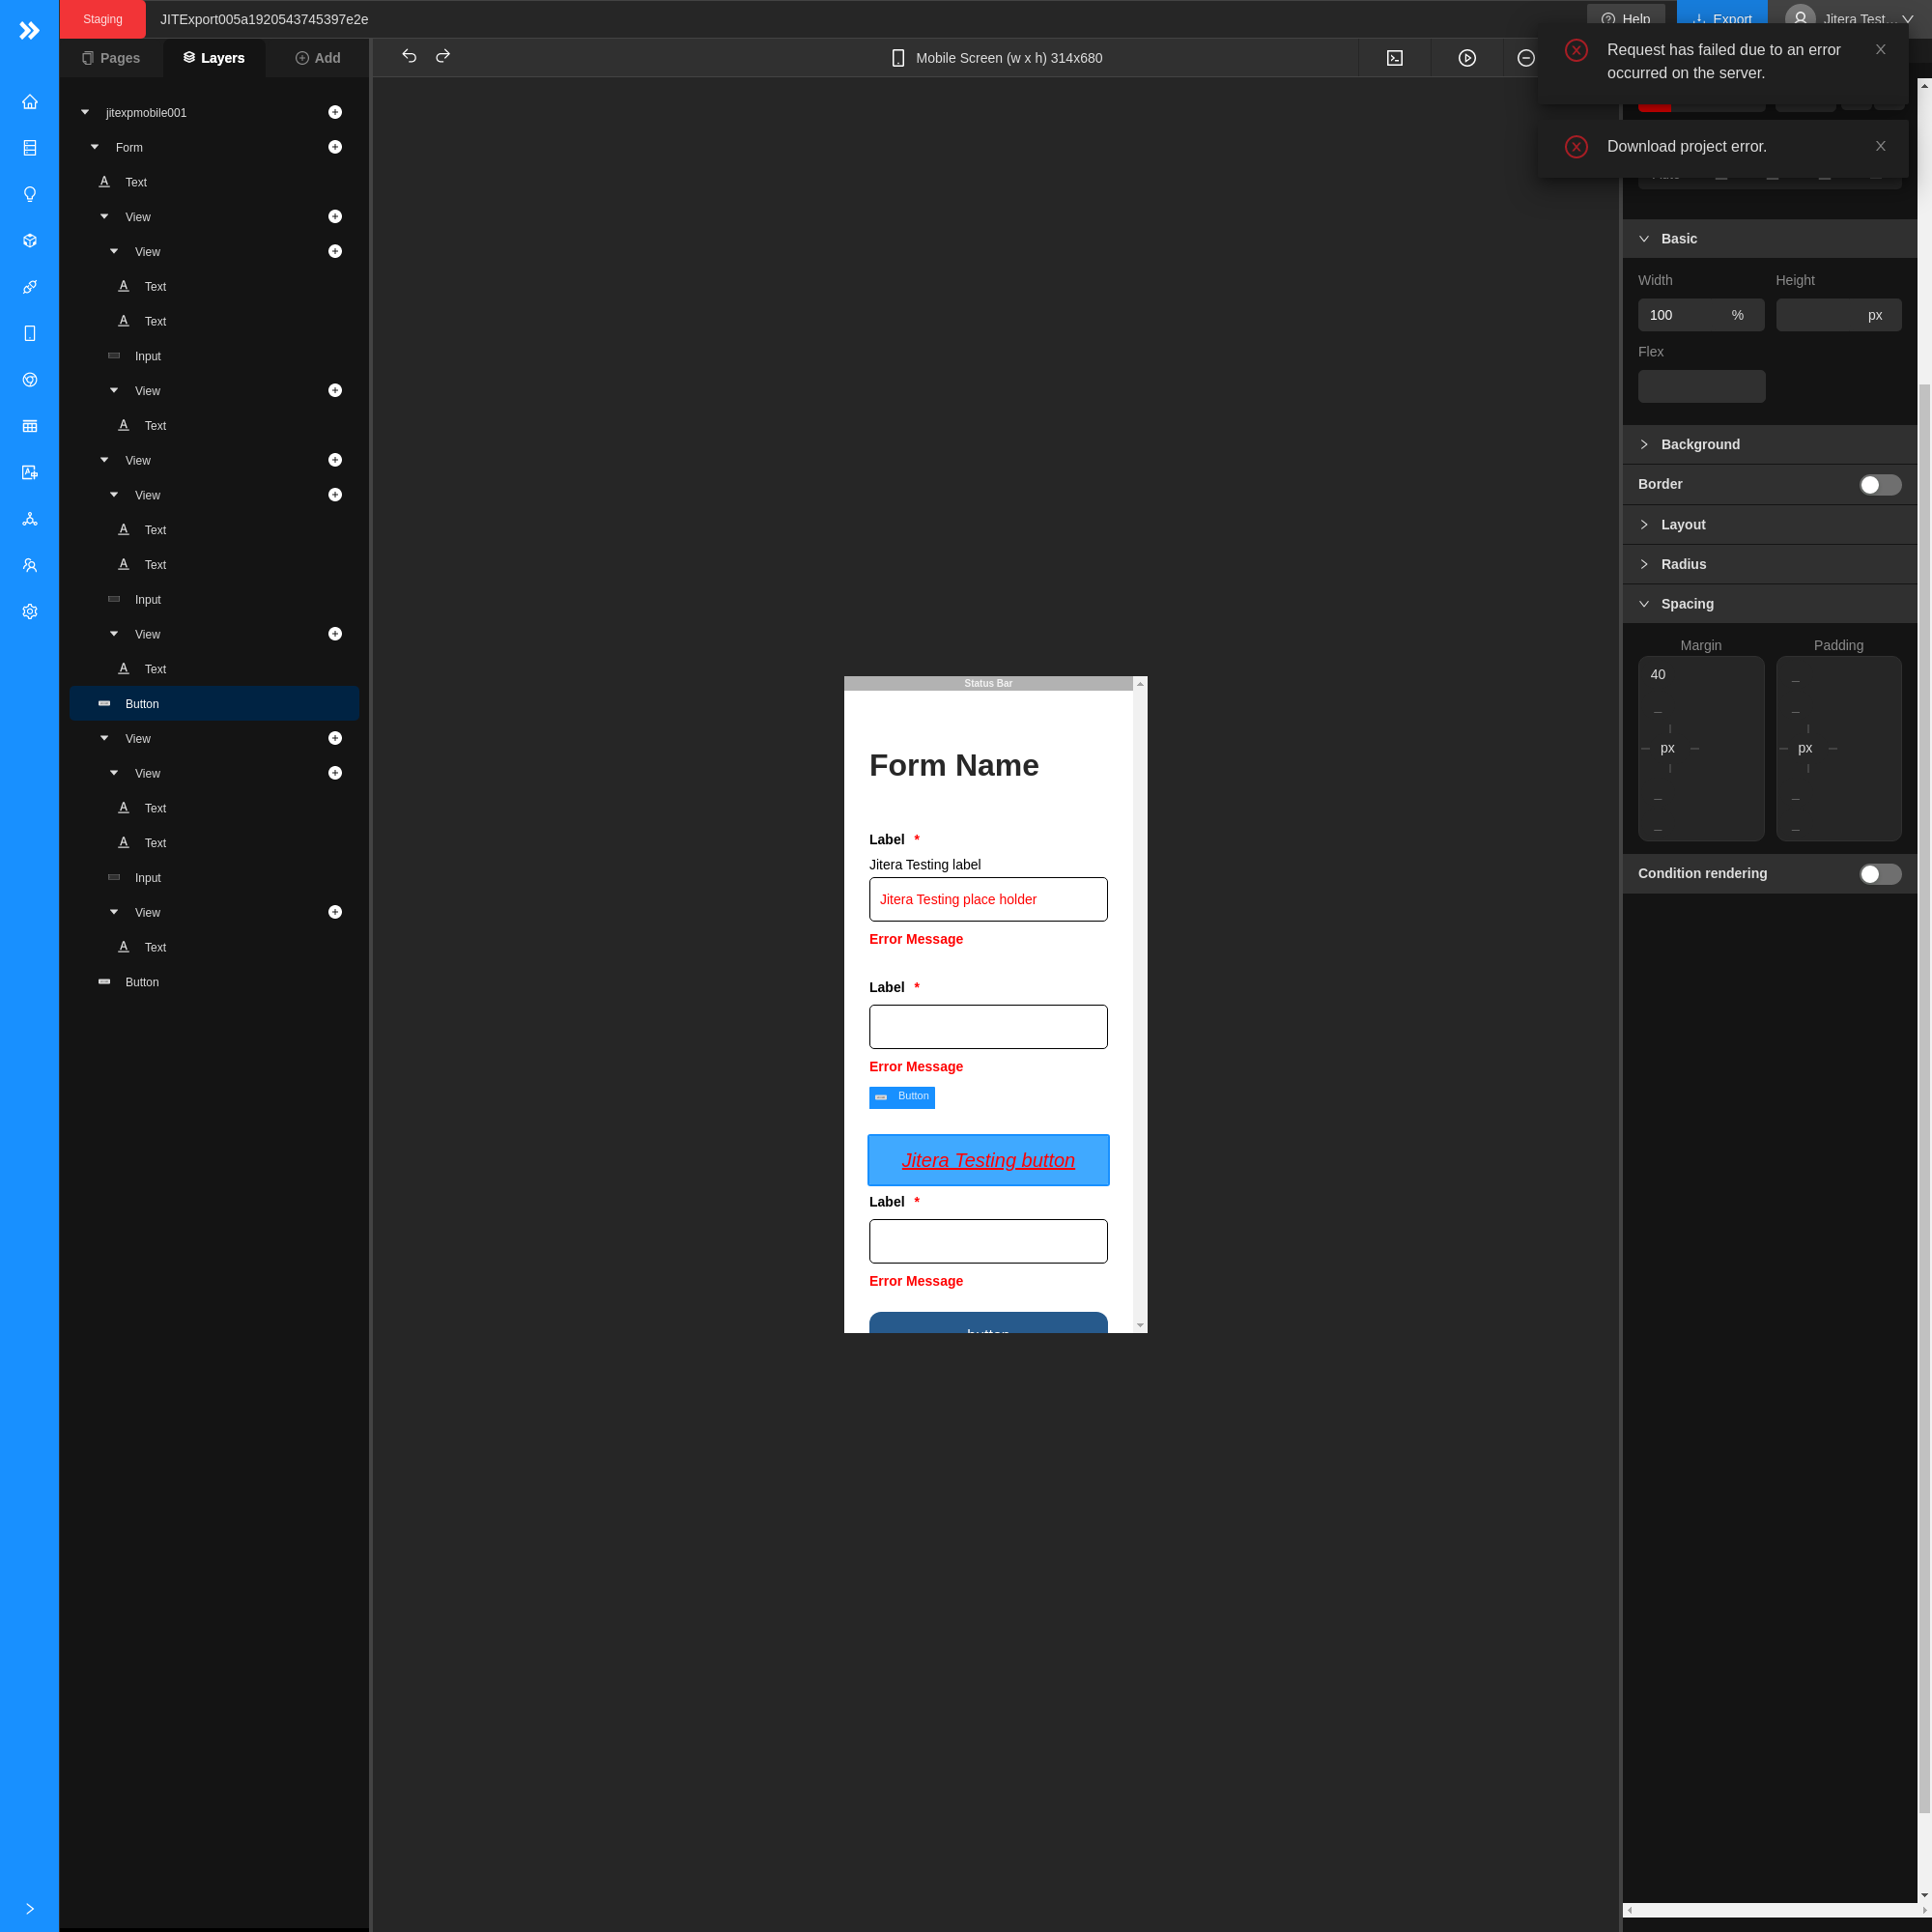 Staging
JITExport005a1920543745397e2e
Help
Export
Jitera Test...
Pages
Layers
Add
Mobile Screen (w x h) 314x680
Request has failed due to an error
occurred on the server.
Download project error.
jitexpmobile001
Form
Text
View
View
Text
Text
Input
View
Text
View
View
Text
Text
Input
View
Text
Button
View
View
Text
Text
Input
View
Text
Button
Status Bar
Form Name
Label *
Jitera Testing label
Jitera Testing place holder
Error Message
Label *
Error Message
Button
Jitera Testing button
Label *
Error Message
button
Basic
Width
Height
100 %
px
Flex
Background
Border
Layout
Radius
Spacing
Margin
Padding
40
px
px
Condition rendering